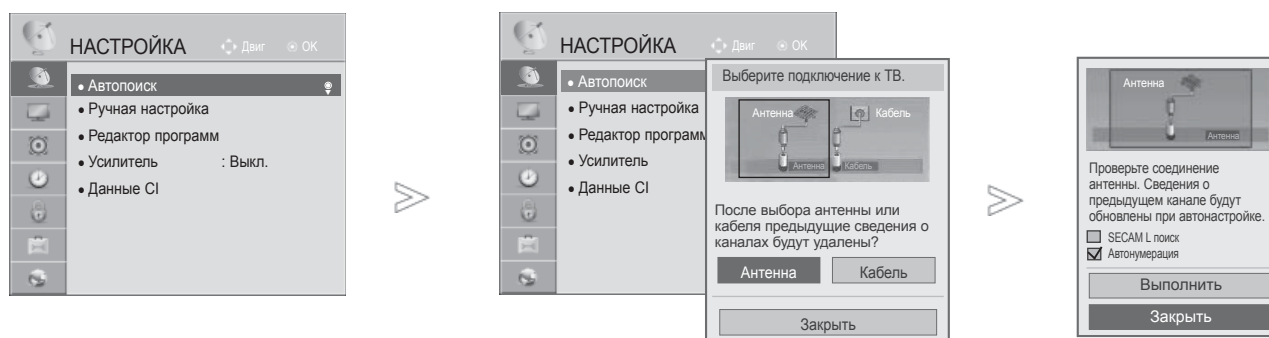 НАСТРОЙКА Двиг ОК
• Автопоиск
• Ручная настройка
• Редактор программ
• Усилитель : Выкл.
• Данные CI
НАСТРОЙКА Двиг ОК
• Автопоиск
• Ручная настройка
• Редактор программ
• Усилитель
• Данные CI
Выберите подключение к ТВ.
Антенна Кабель
Антенна Кабель
После выбора антенны или
кабеля предыдущие сведения о
каналах будут удалены?
Антенна Кабель
Закрыть
Антенна
Антенна
Проверьте соединение
антенны. Сведения о
предыдущем канале будут
обновлены при автонастройке.
SECAM L поиск
Автонумерация
Выполнить
Закрыть